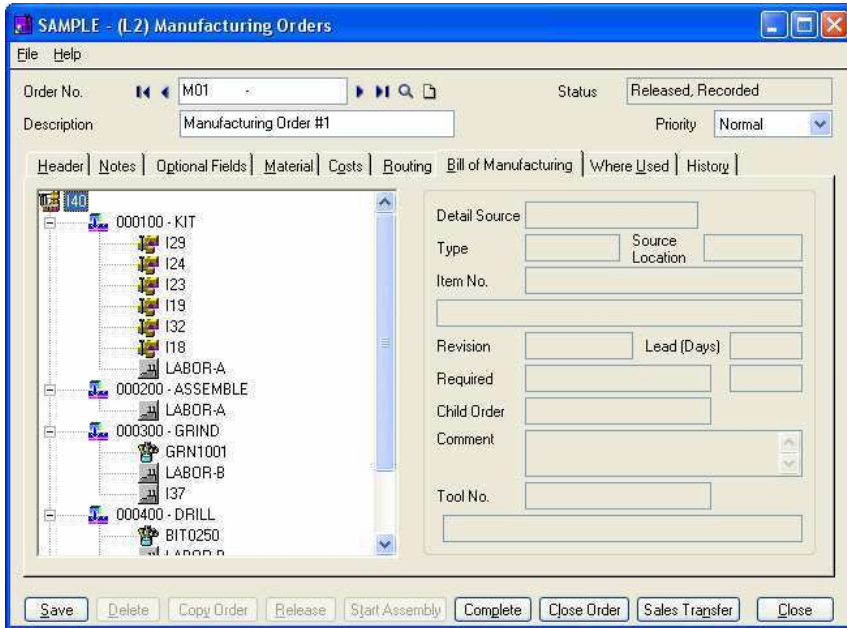 SAMPLE - (L2) Manufacturing Orders
File Help
Order No. M01 - Status Released, Recorded
Description Manufacturing Order #1 Priority Normal
Header Notes Optional Fields Material Costs Routing Bill of Manufacturing Where Used History
I40
000100 - KIT
I29
I24
I23
I19
I32
I18
LABOR-A
000200 - ASSEMBLE
LABOR-A
000300 - GRIND
GRN1001
LABOR-B
I37
000400 - DRILL
BIT0250
Detail Source
Type Source Location
Item No.
Revision Lead (Days)
Required
Child Order
Comment
Tool No.
Save Delete Copy Order Release Start Assembly Complete Close Order Sales Transfer Close